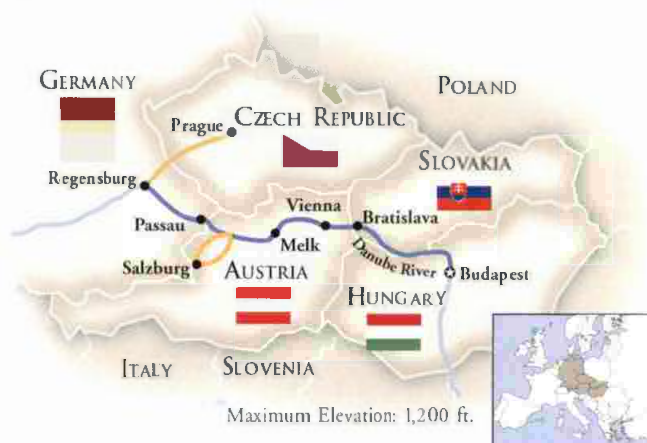 GERMANY
POLAND
Prague
CZECH REPUBLIC
SLOVAKIA
Regensburg
Vienna
Bratislava
Passau
Melk
Danube River
Budapest
Salzburg
AUSTRIA
HUNGARY
ITALY
SLOVENIA
Maximum Elevation: 1,200 ft.